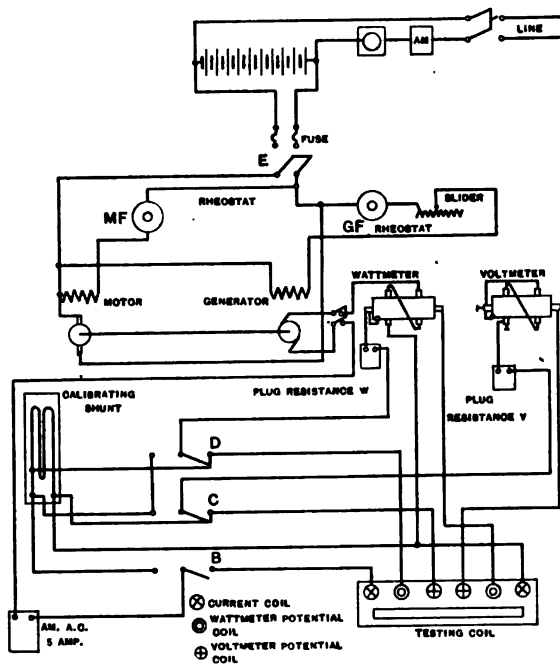 LINE
AM
FUSE
E
RHEOSTAT
SLIDER
MF
GF
RHEOSTAT
WATTMETER
VOLTMETER
MOTOR
GENERATOR
CALIBRATING
SHUNT
PLUG RESISTANCE W
PLUG
RESISTANCE V
D
C
B
AM. A.C.
5 AMP.
CURRENT COIL
WATTMETER POTENTIAL
COIL
VOLTMETER POTENTIAL
COIL
TESTING COIL